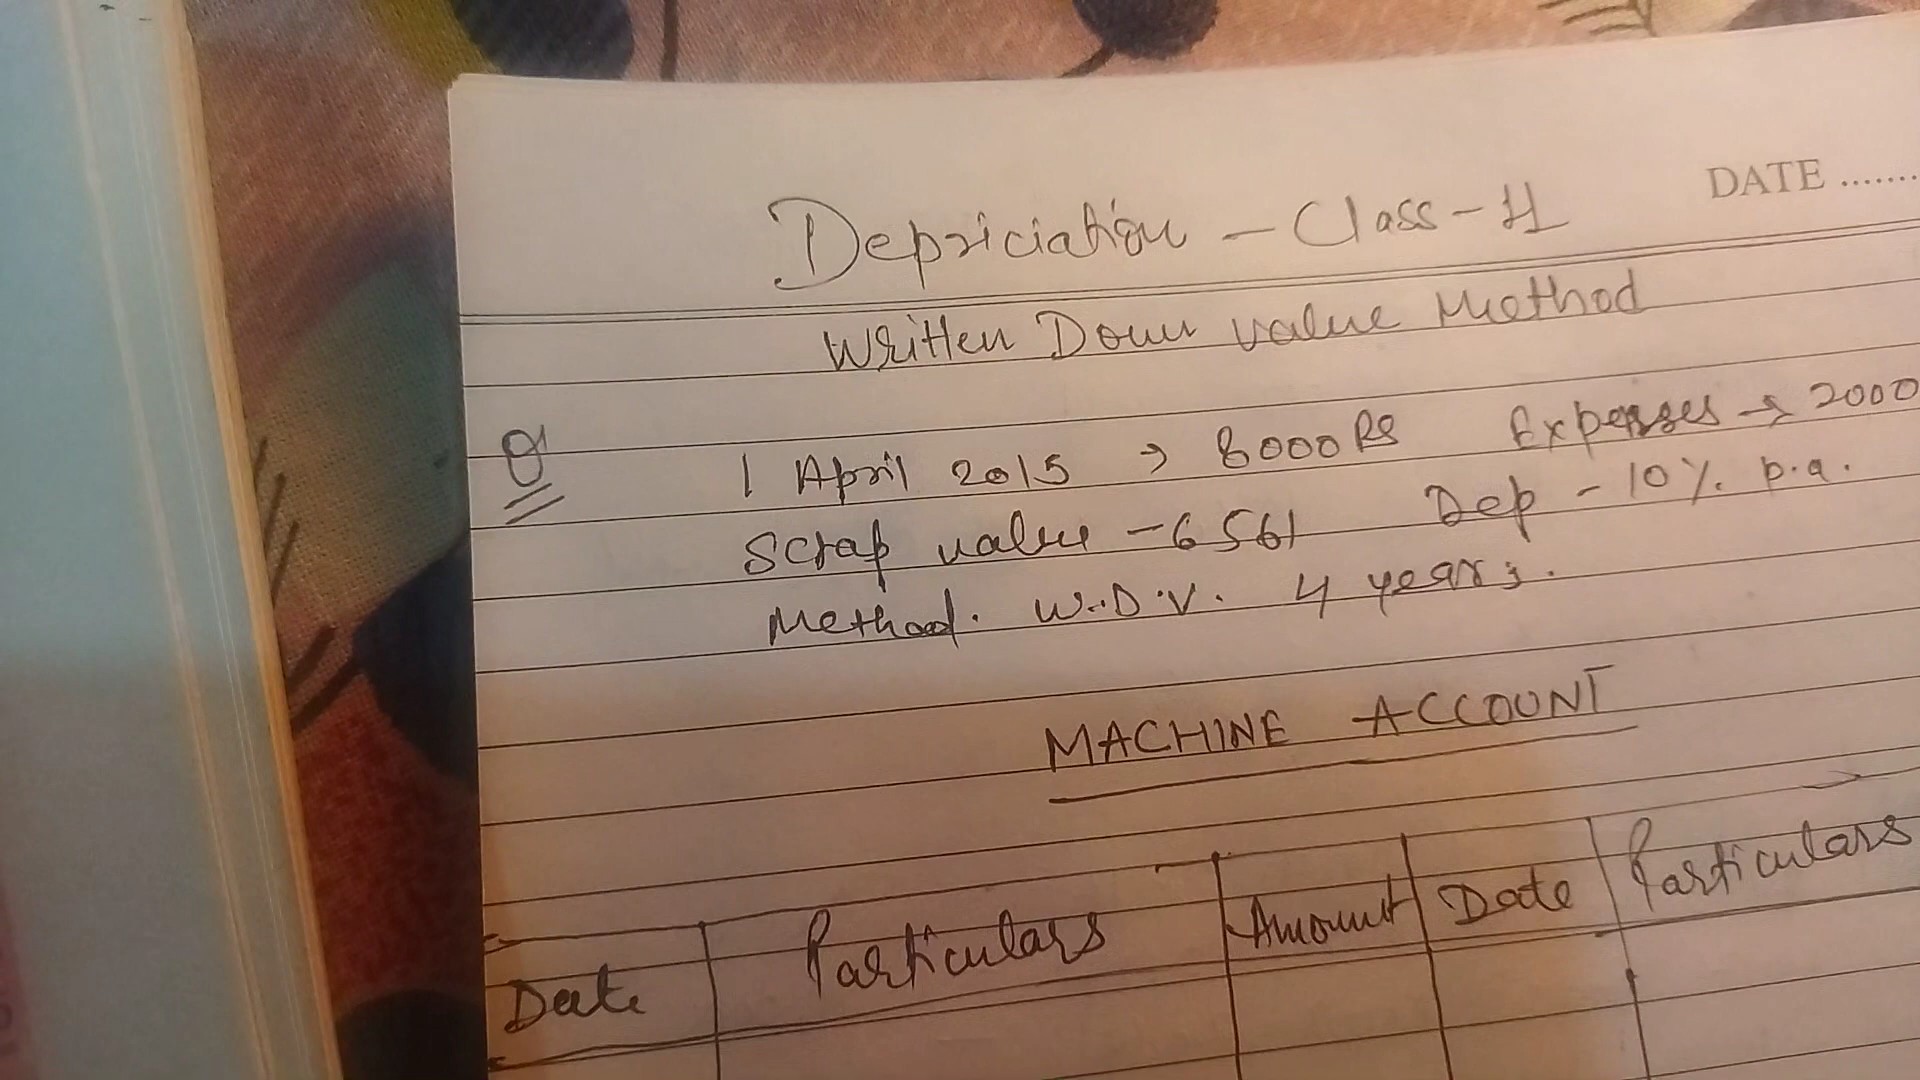 DATE ........
Depriciation - Class - 11
Written Down Value Method
Q 1 April 2015 → 8000 RS Expenses → 2000
Scrap value - 6561 Dep - 10% p.a.
Method. W.D.V. 4 years.
MACHINE ACCOUNT
Date Particulars Amount Date Particulars